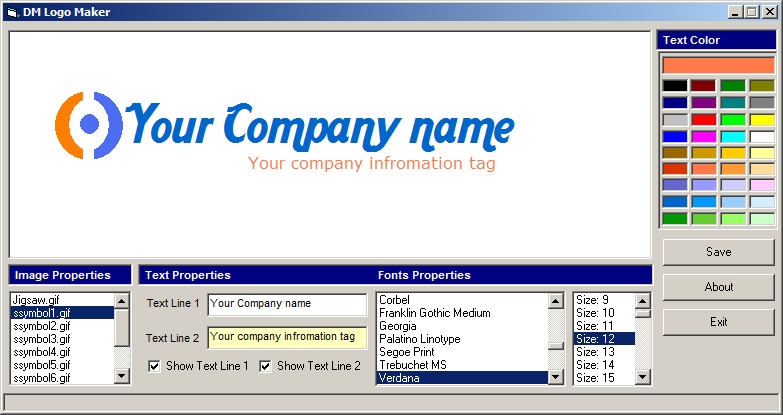 DM Logo Maker
Your Company name
Your company infromation tag
Text Color
Save
About
Exit
Image Properties
Jigsaw.gif
ssymbol1.gif
ssymbol2.gif
ssymbol3.gif
ssymbol4.gif
ssymbol5.gif
ssymbol6.gif
Text Properties
Text Line 1
Your Company name
Text Line 2
Your company infromation tag
Show Text Line 1
Show Text Line 2
Fonts Properties
Corbel
Franklin Gothic Medium
Georgia
Palatino Linotype
Segoe Print
Trebuchet MS
Verdana
Size: 9
Size: 10
Size: 11
Size: 12
Size: 13
Size: 14
Size: 15